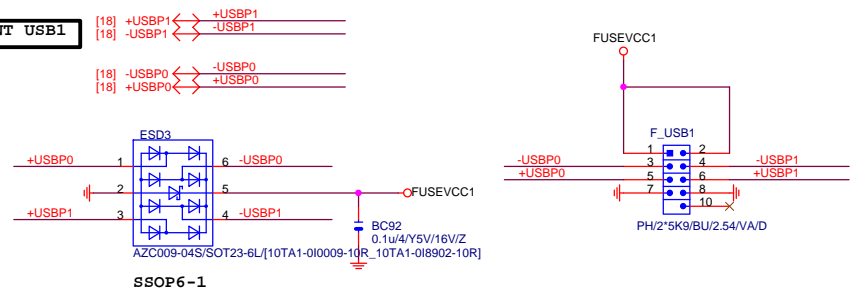 NT USB1
[18] +USBP1 +USBP1
[18] -USBP1 -USBP1
[18] -USBP0 -USBP0
[18] +USBP0 +USBP0
FUSEVCC1
ESD3
+USBP0 1 6 -USBP0
2 5 FUSEVCC1
+USBP1 3 4 -USBP1
BC92
0.1u/4/Y5V/16V/Z
AZC009-04S/SOT23-6L/[10TA1-0I0009-10R_10TA1-0I8902-10R]
SSOP6-1
F_USB1
1 2
-USBP0 3 4 -USBP1
+USBP0 5 6 +USBP1
7 8
10
PH/2*5K9/BU/2.54/VA/D